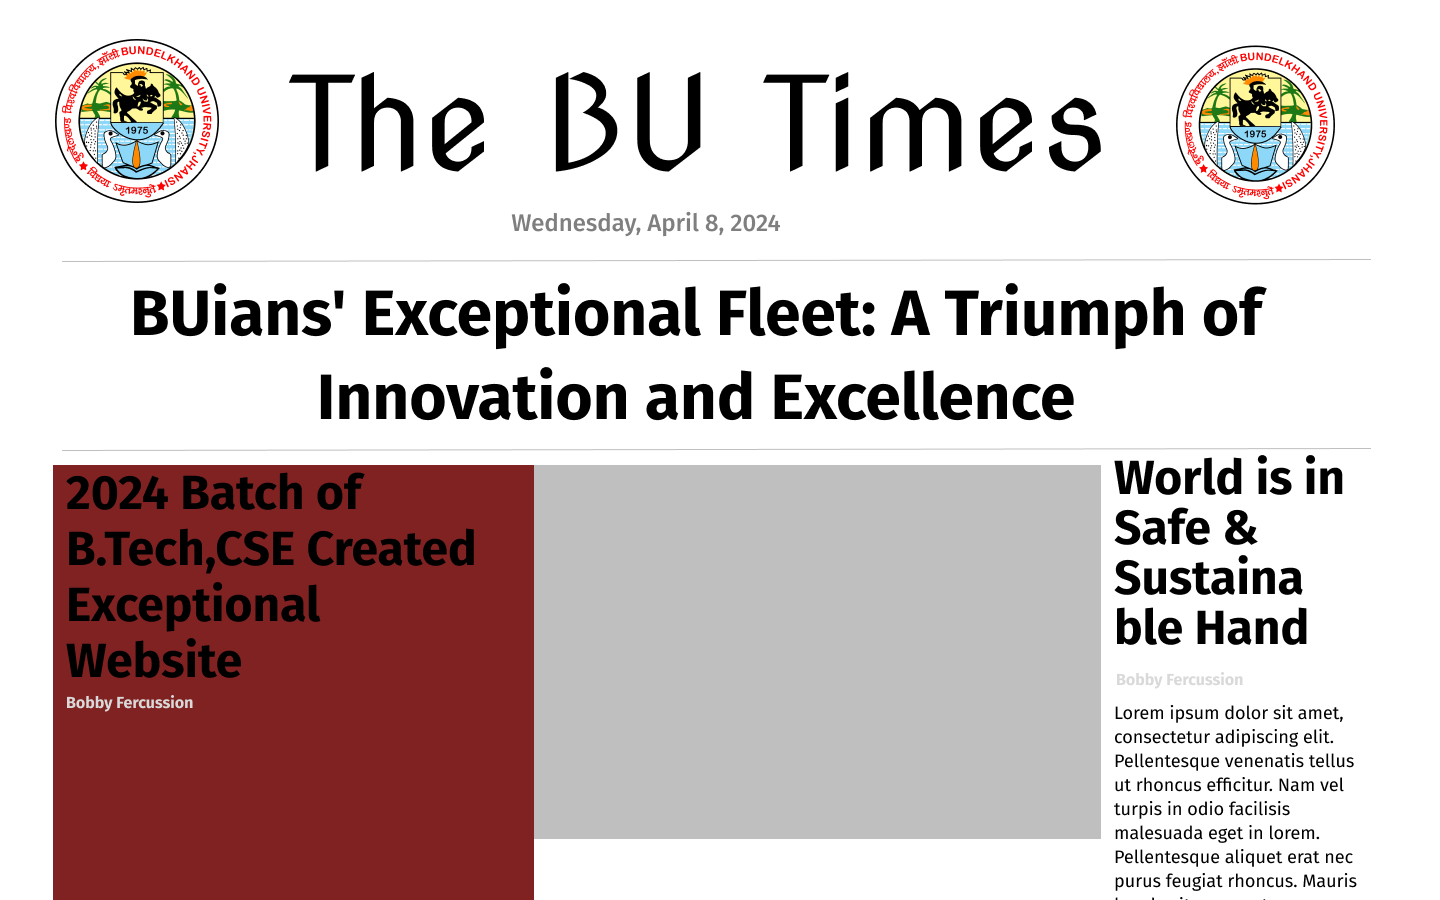 बुन्देलखण्ड विश्वविद्यालय, झाँसी BUNDELKHAND UNIVERSITY, JHANSI
1975
विद्यया ऽमृतमश्नुते
The BU Times
बुन्देलखण्ड विश्वविद्यालय, झाँसी BUNDELKHAND UNIVERSITY, JHANSI
1975
विद्यया ऽमृतमश्नुते
Wednesday, April 8, 2024
BUians' Exceptional Fleet: A Triumph of
Innovation and Excellence
2024 Batch of
B.Tech,CSE Created
Exceptional
Website
Bobby Fercussion
World is in
Safe &
Sustaina
ble Hand
Bobby Fercussion
Lorem ipsum dolor sit amet,
consectetur adipiscing elit.
Pellentesque venenatis tellus
ut rhoncus efficitur. Nam vel
turpis in odio facilisis
malesuada eget in lorem.
Pellentesque aliquet erat nec
purus feugiat rhoncus. Mauris